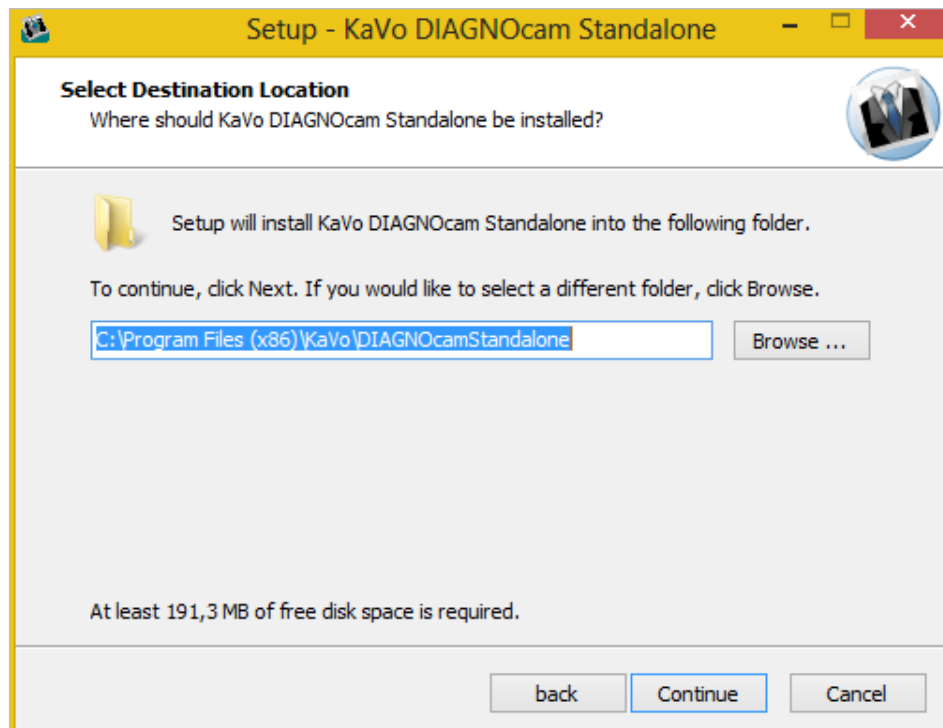 Setup - KaVo DIAGNOcam Standalone
Select Destination Location
Where should KaVo DIAGNOcam Standalone be installed?
Setup will install KaVo DIAGNOcam Standalone into the following folder.
To continue, click Next. If you would like to select a different folder, click Browse.
C:\Program Files (x86)\KaVo\DIAGNOcamStandalone
Browse ...
At least 191,3 MB of free disk space is required.
back
Continue
Cancel